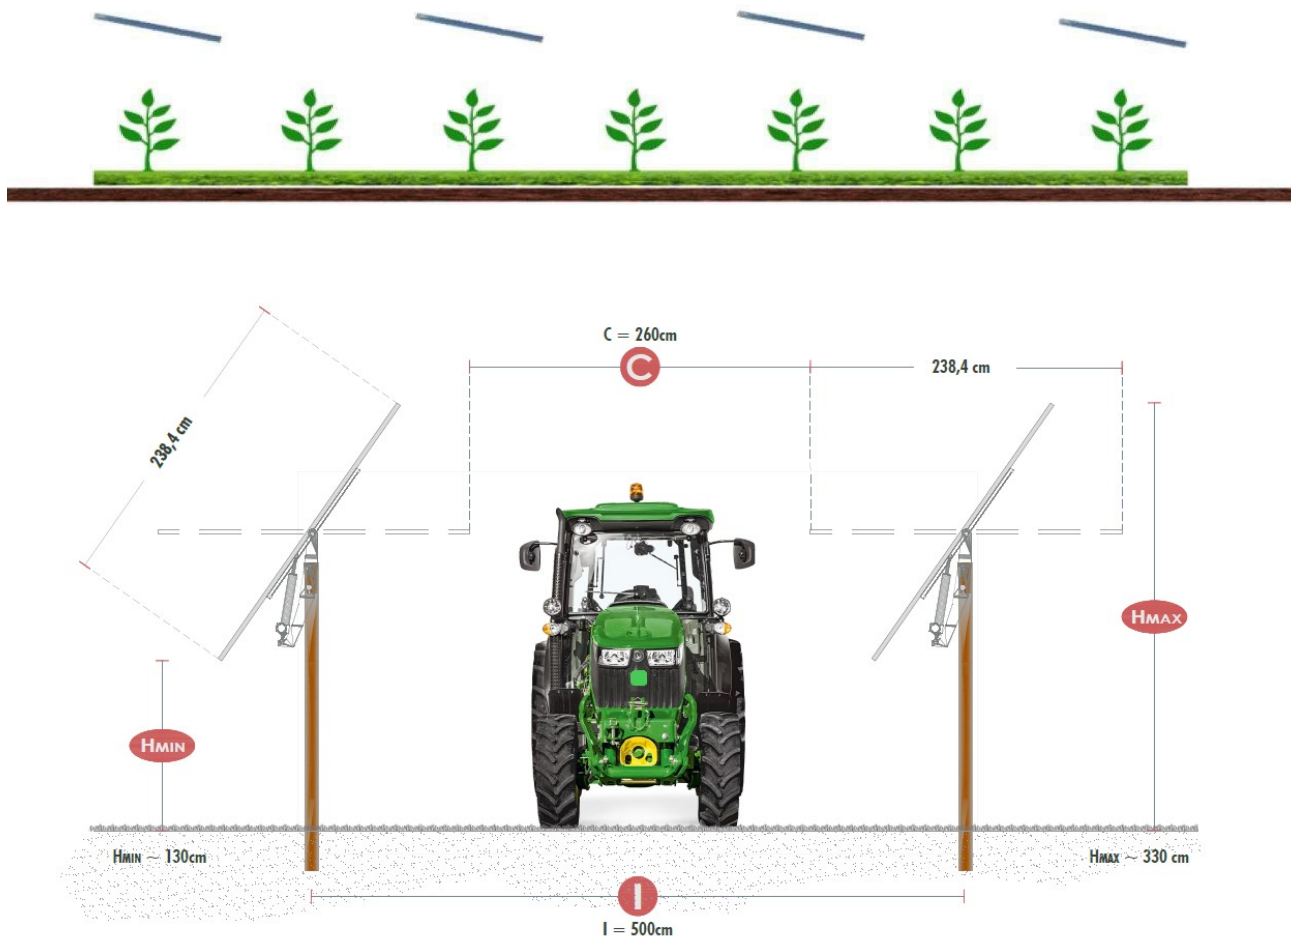 C = 260cm
C
238,4 cm
238,4 cm
HMAX
HMIN
HMIN ~ 130cm
HMAX ~ 330 cm
I
I = 500cm